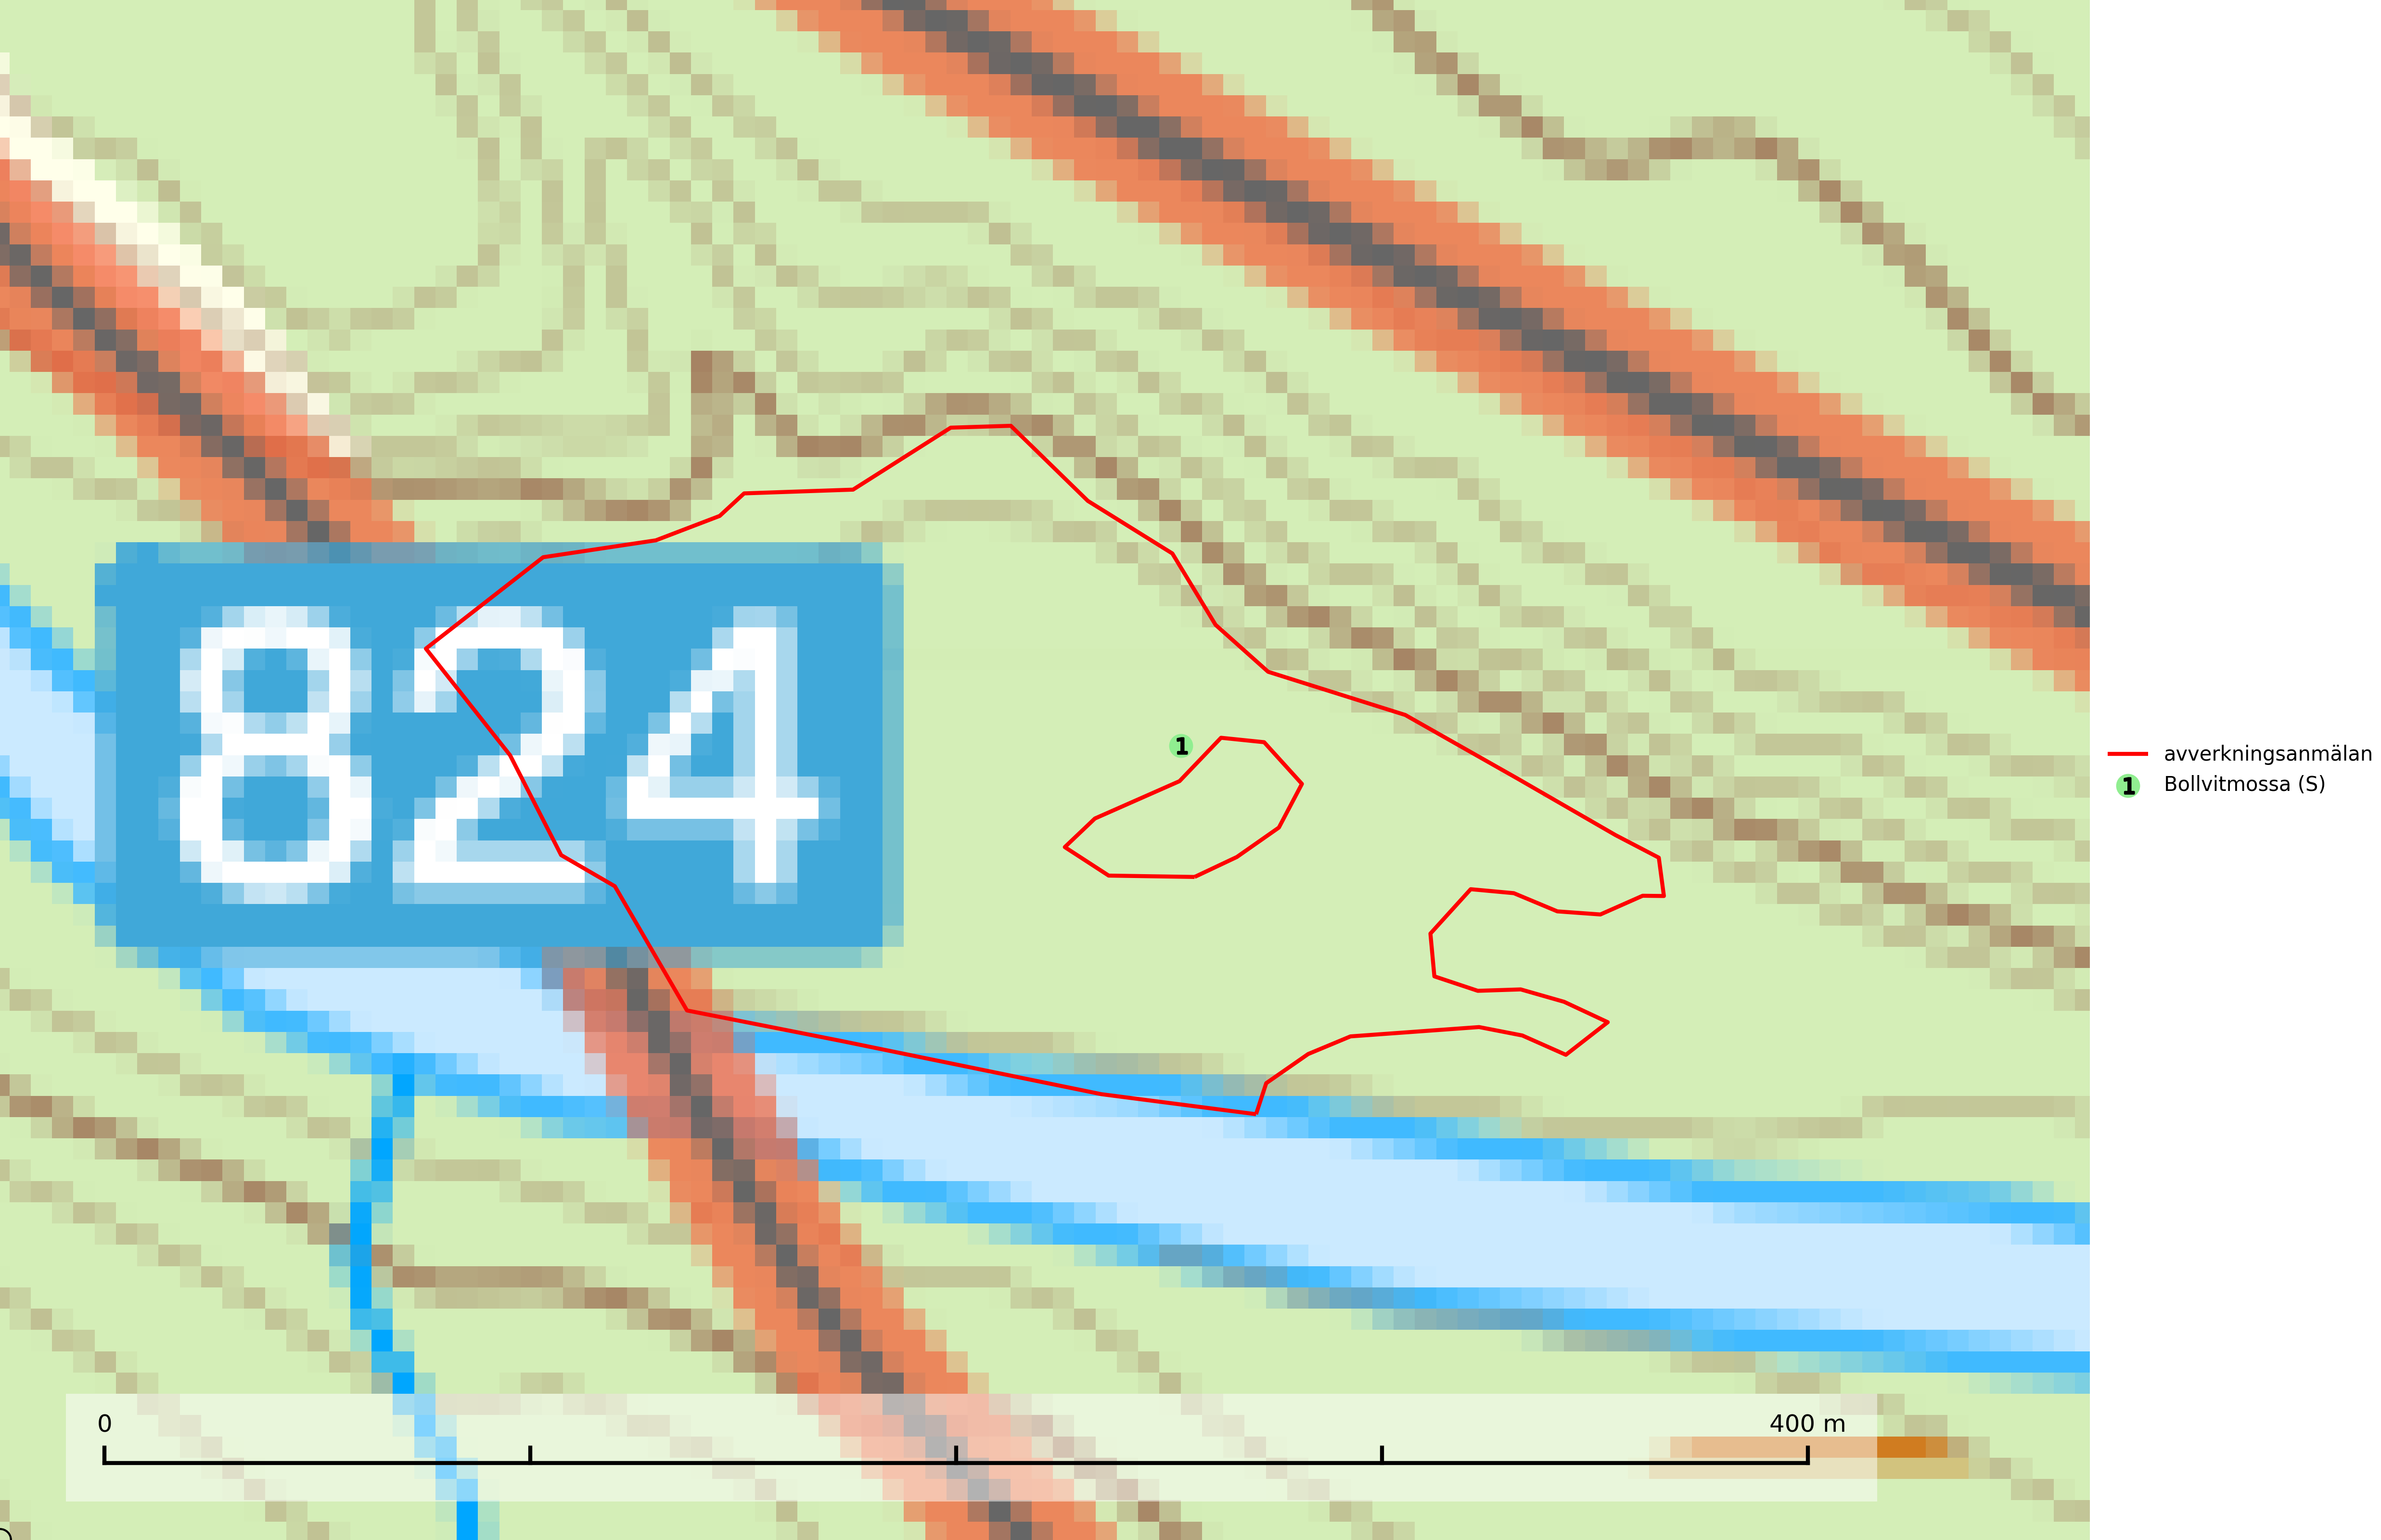 824
1
avverkningsanmälan
1 Bollvitmossa (S)
0 400 m